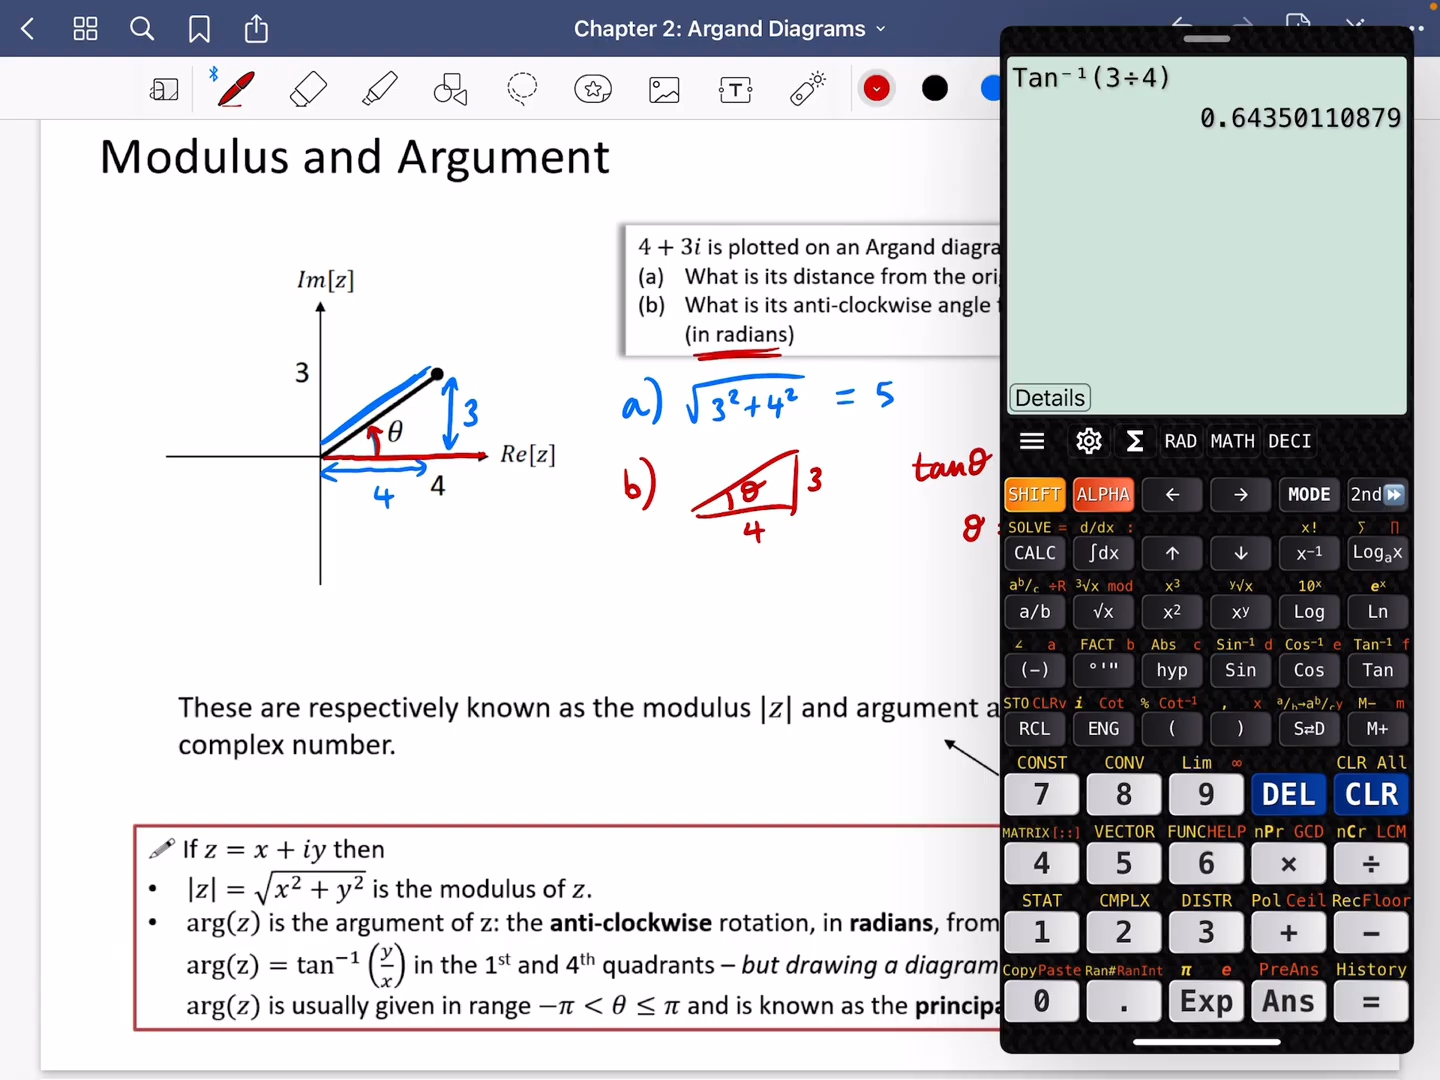 Chapter 2: Argand Diagrams
Modulus and Argument
Im[z]
3
θ
3
Re[z]
4
4
4 + 3i is plotted on an Argand diagra
(a) What is its distance from the ori
(b) What is its anti-clockwise angle
(in radians)
a) √3²+4² = 5
b) θ 3
4
tanθ
θ
These are respectively known as the modulus |z| and argument a
complex number.
If z = x + iy then
• |z| = √x² + y² is the modulus of z.
• arg(z) is the argument of z: the anti-clockwise rotation, in radians, from
arg(z) = tan⁻¹ (y/x) in the 1st and 4th quadrants – but drawing a diagram
arg(z) is usually given in range −π < θ ≤ π and is known as the principa
Tan⁻¹(3÷4)
0.64350110879
Details
Σ RAD MATH DECI
SHIFT ALPHA ← → MODE 2nd
SOLVE = d/dx : x! ∑ ∏
CALC ∫dx ↑ ↓ x⁻¹ Logₐx
aᵇ/c ÷R ³√x mod x³ ʸ√x 10ˣ eˣ
a/b √x x² xʸ Log Ln
∠ a FACT b Abs c Sin⁻¹ d Cos⁻¹ e Tan⁻¹ f
(−) °'" hyp Sin Cos Tan
STO CLRv i Cot % Cot⁻¹ , x ᵃ/b→aᵇ/c y M− m
RCL ENG ( ) S⇄D M+
CONST CONV Lim ∞ CLR All
7 8 9 DEL CLR
MATRIX[::] VECTOR FUNC HELP nPr GCD nCr LCM
4 5 6 × ÷
STAT CMPLX DISTR Pol Ceil Rec Floor
1 2 3 + −
Copy Paste Ran# RanInt π e PreAns History
0 . Exp Ans =